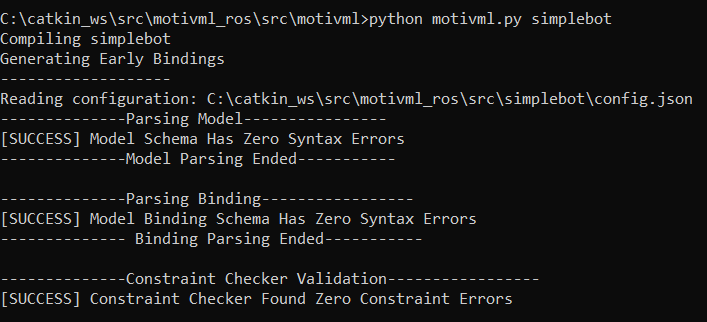 C:\catkin_ws\src\motivml_ros\src\motivml>python motivml.py simplebot
Compiling simplebot
Generating Early Bindings
-------------------
Reading configuration: C:\catkin_ws\src\motivml_ros\src\simplebot\config.json
--------------Parsing Model----------------
[SUCCESS] Model Schema Has Zero Syntax Errors
--------------Model Parsing Ended-----------

--------------Parsing Binding-----------------
[SUCCESS] Model Binding Schema Has Zero Syntax Errors
-------------- Binding Parsing Ended-----------

--------------Constraint Checker Validation-----------------
[SUCCESS] Constraint Checker Found Zero Constraint Errors